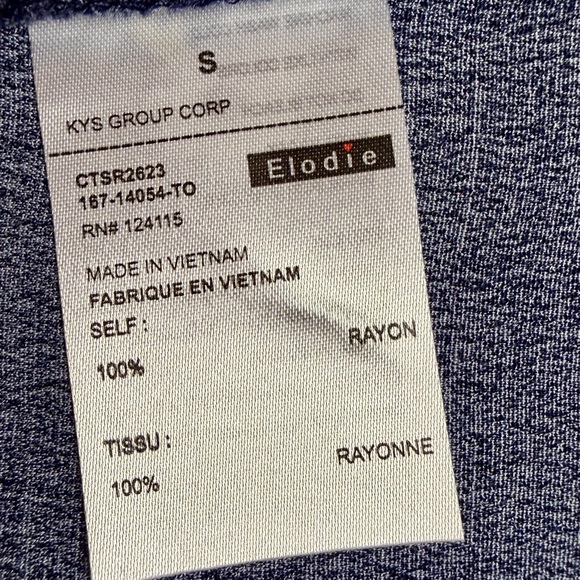 S
KYS GROUP CORP
Elodie
CTSR2623
167-14054-TO
RN# 124115
MADE IN VIETNAM
FABRIQUE EN VIETNAM
SELF :
100% RAYON
TISSU :
100% RAYONNE